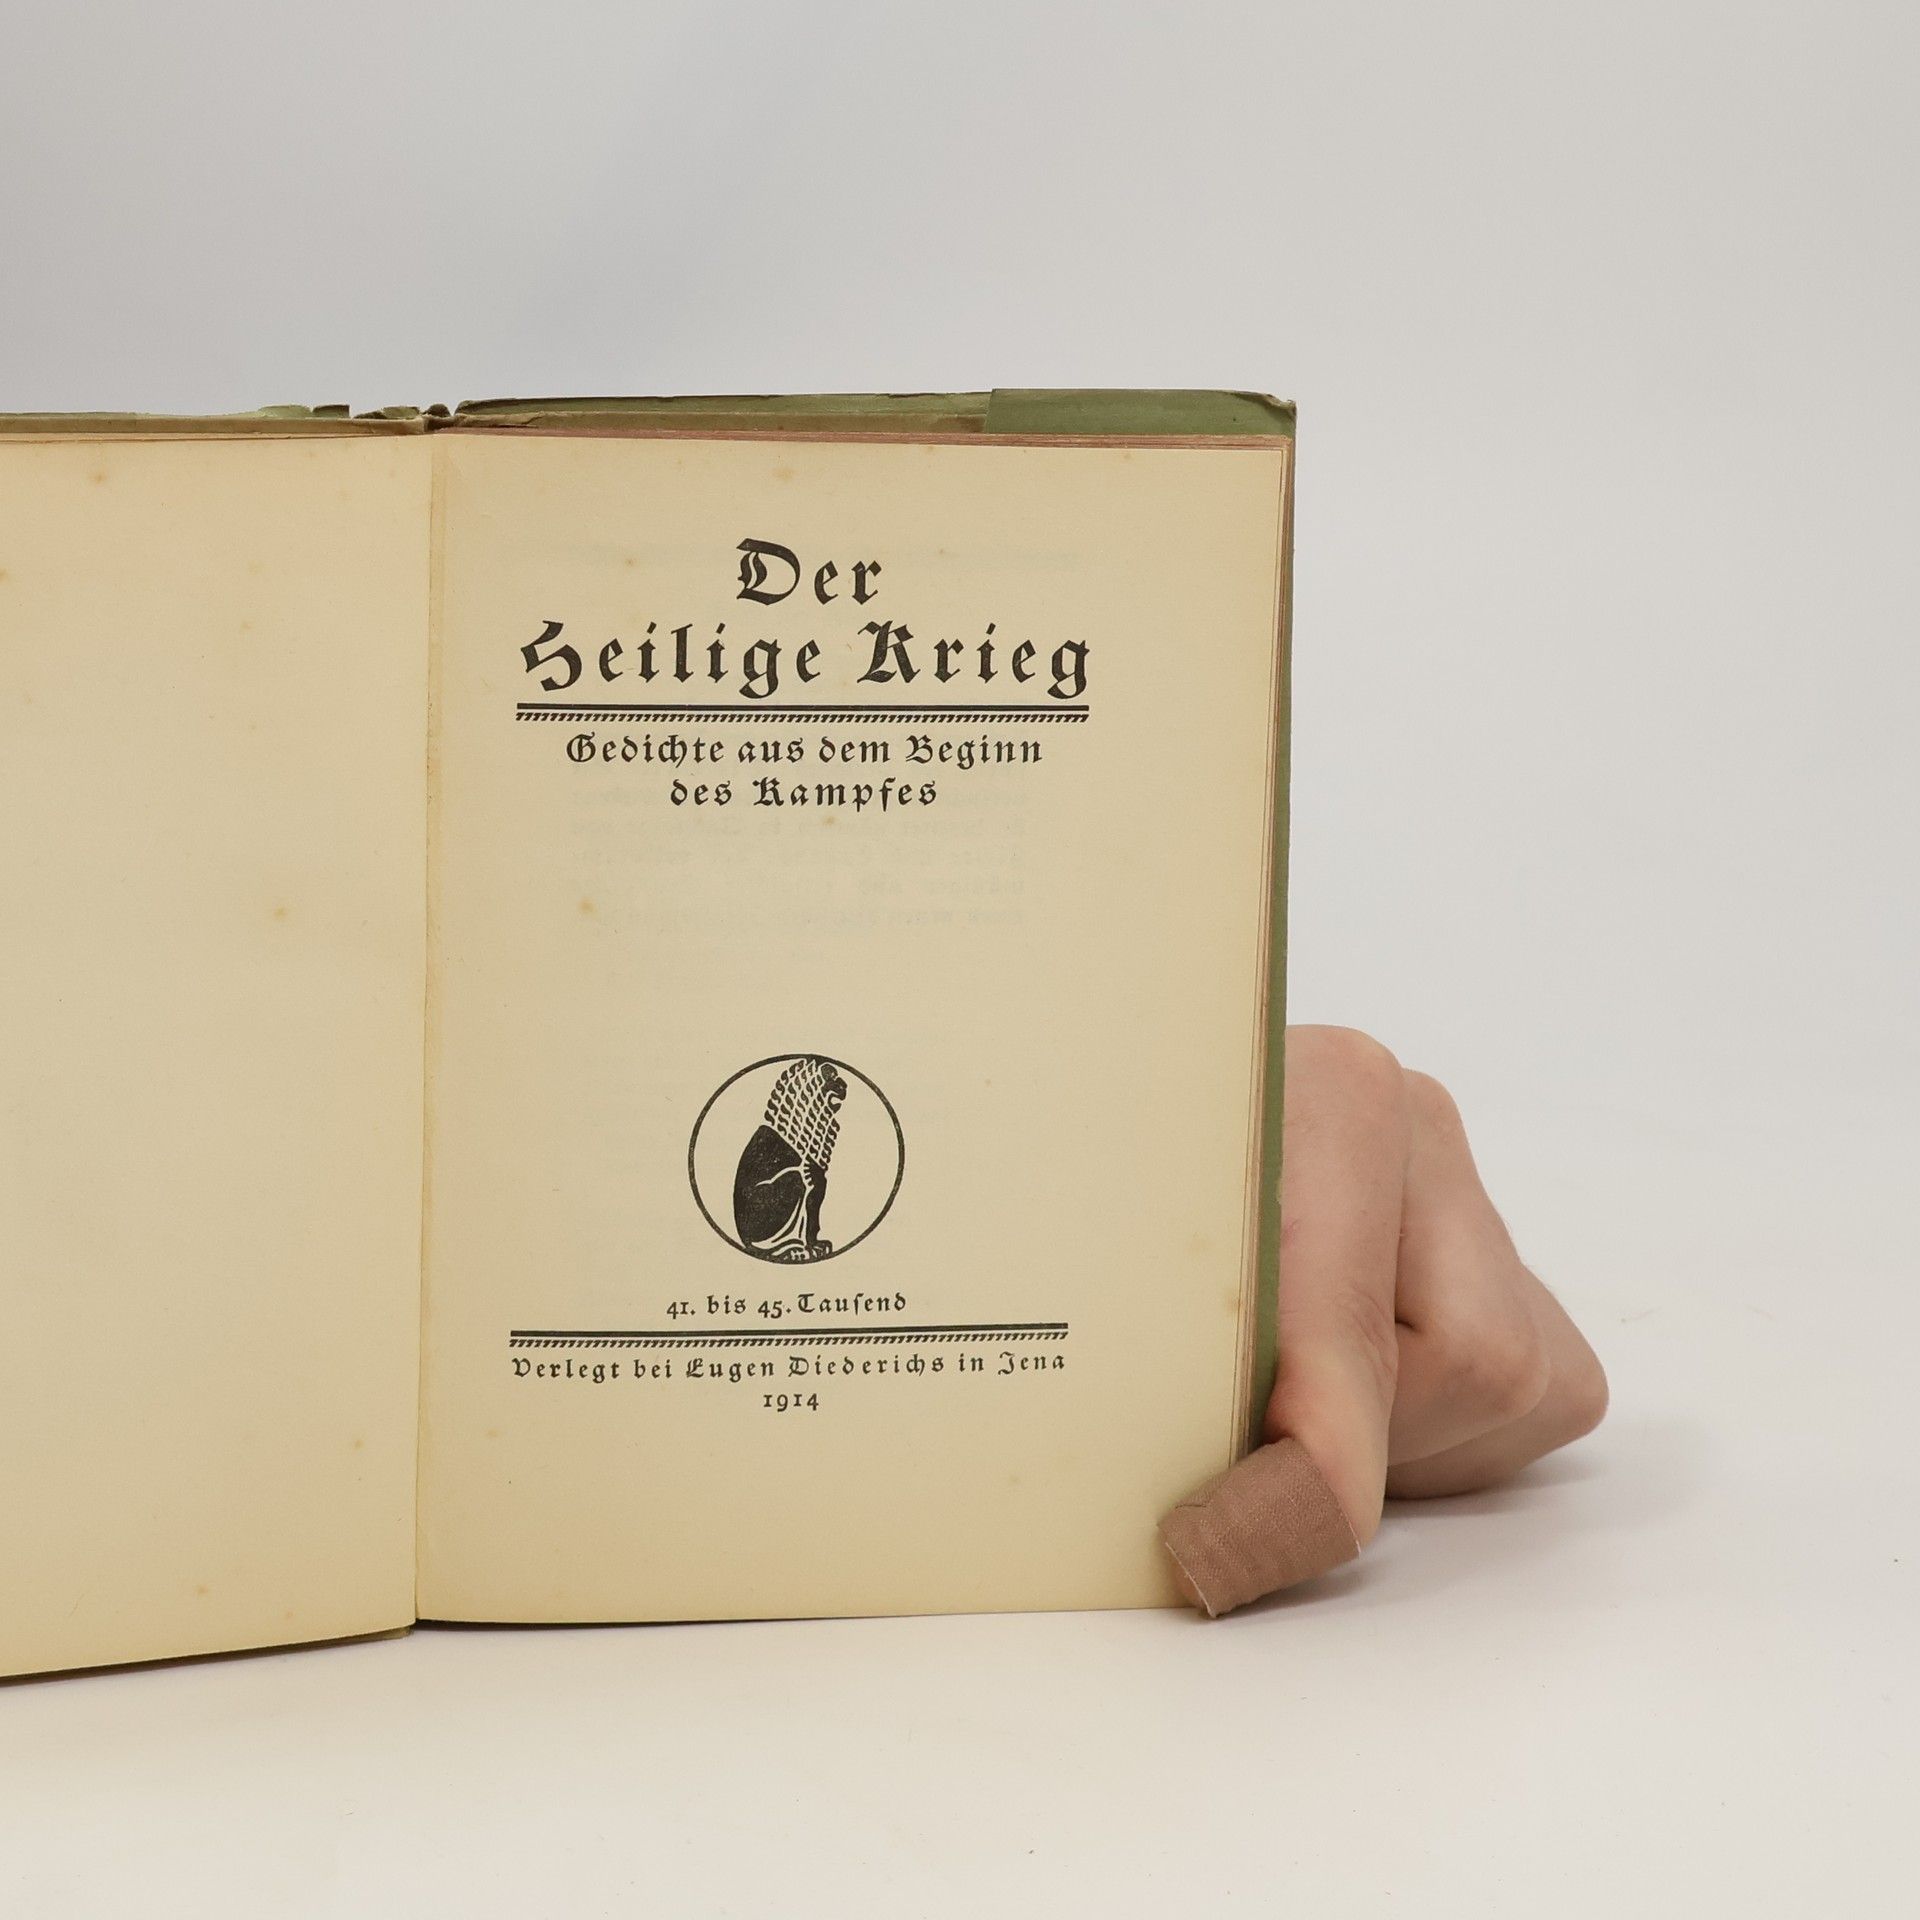 Der
Heilige Krieg
Gedichte aus dem Beginn
des Kampfes
41. bis 45. Tauſend
Verlegt bei Eugen Diederichs in Jena
1914